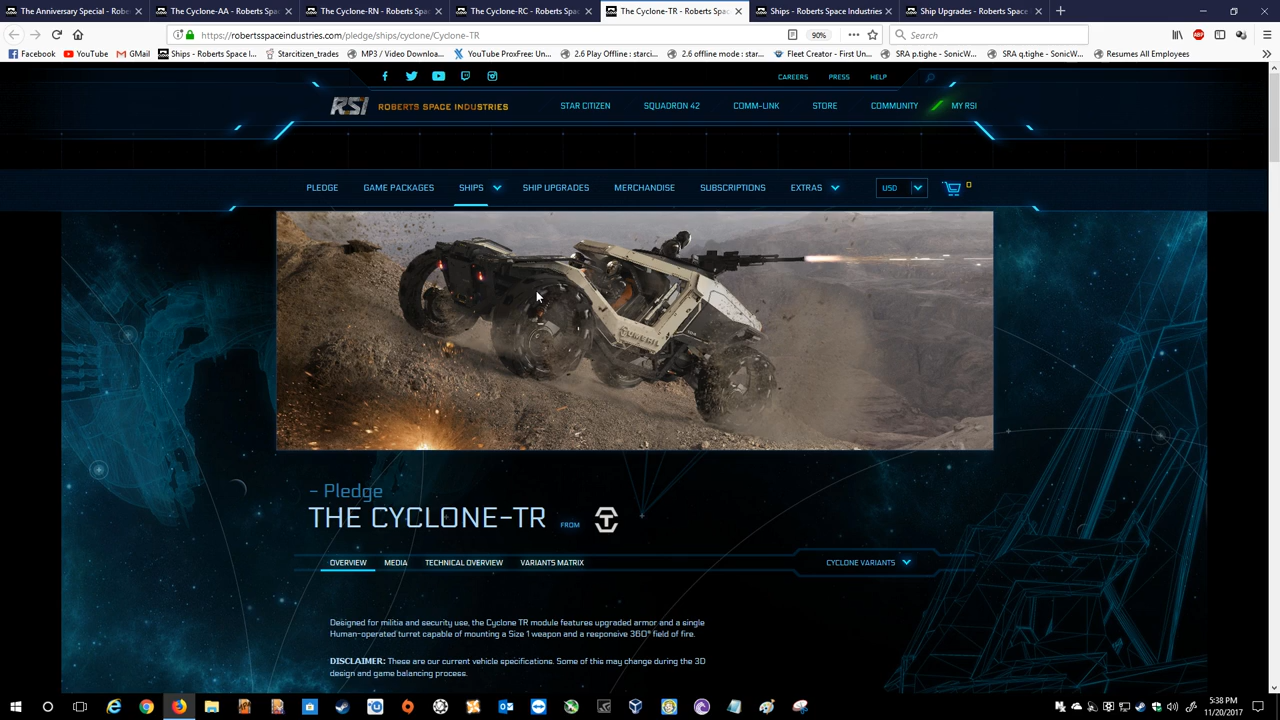 The Anniversary Special - Rober
The Cyclone-AA - Roberts Spa
The Cyclone-RN - Roberts Spa
The Cyclone-RC - Roberts Spac
The Cyclone-TR - Roberts Spac
Ships - Roberts Space Industries
Ship Upgrades - Roberts Space
https://robertsspaceindustries.com/pledge/ships/cyclone/Cyclone-TR
90%
Search
Facebook
YouTube
GMail
Ships - Roberts Space I...
Starcitizen_trades
MP3 / Video Downloa...
YouTube ProxFree: Un...
2.6 Play Offline : starci...
2.6 offline mode : star...
Fleet Creator - First Un...
SRA p.tighe - SonicW...
SRA q.tighe - SonicW...
Resumes All Employees
CAREERS
PRESS
HELP
RSI
ROBERTS SPACE INDUSTRIES
STAR CITIZEN
SQUADRON 42
COMM-LINK
STORE
COMMUNITY
MY RSI
PLEDGE
GAME PACKAGES
SHIPS
SHIP UPGRADES
MERCHANDISE
SUBSCRIPTIONS
EXTRAS
USD
0
TUMBRIL
- Pledge
THE CYCLONE-TR
FROM
OVERVIEW
MEDIA
TECHNICAL OVERVIEW
VARIANTS MATRIX
CYCLONE VARIANTS
Designed for militia and security use, the Cyclone TR module features upgraded armor and a single
Human-operated turret capable of mounting a Size 1 weapon and a responsive 360° field of fire.
DISCLAIMER: These are our current vehicle specifications. Some of this may change during the 3D
design and game balancing process.
5:38 PM
11/20/2017